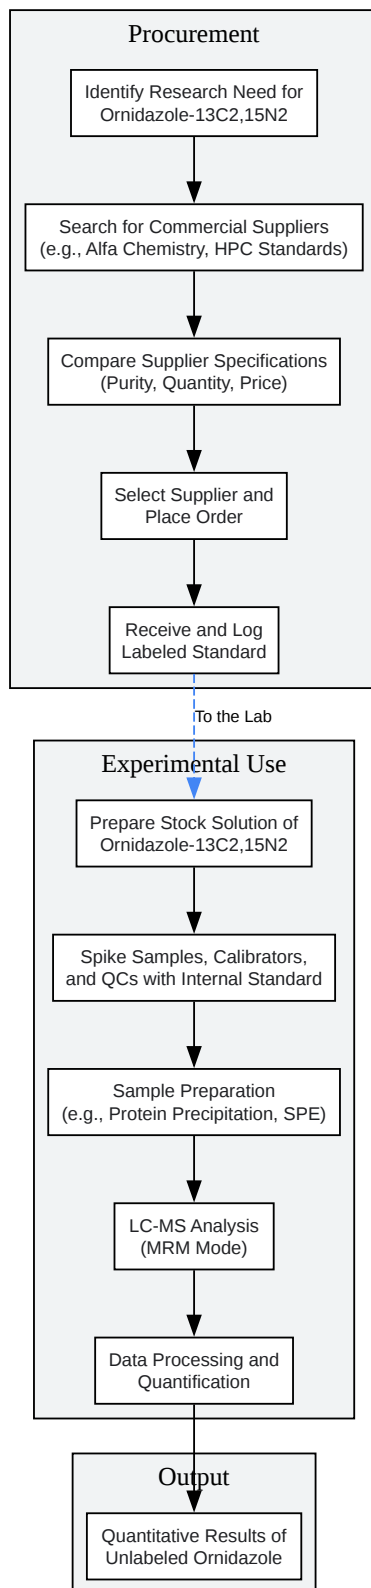 Procurement
Identify Research Need for
Ornidazole-13C2,15N2
Search for Commercial Suppliers
(e.g., Alfa Chemistry, HPC Standards)
Compare Supplier Specifications
(Purity, Quantity, Price)
Select Supplier and
Place Order
Receive and Log
Labeled Standard
To the Lab
Experimental Use
Prepare Stock Solution of
Ornidazole-13C2,15N2
Spike Samples, Calibrators,
and QCs with Internal Standard
Sample Preparation
(e.g., Protein Precipitation, SPE)
LC-MS Analysis
(MRM Mode)
Data Processing and
Quantification
Output
Quantitative Results of
Unlabeled Ornidazole